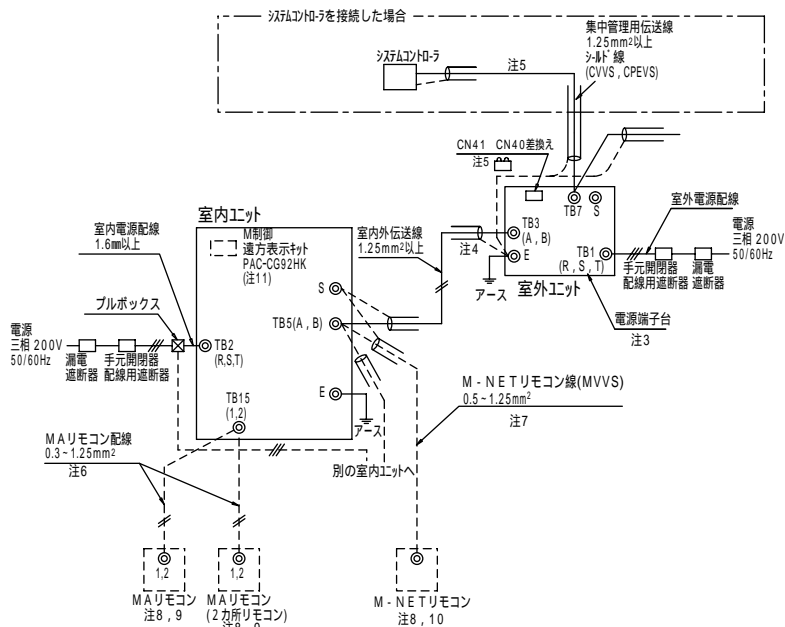 システムコントローラを接続した場合
システムコントローラ
注5
集中管理用伝送線
1.25mm²以上
シールド線
(CVVS , CPEVS)
CN41 CN40差換え
注5
TB7
S
TB3
(A , B)
E
TB1
(R , S , T)
アース
室外ユニット
室外電源配線
電源
三相 200V
50/60Hz
手元開閉器
配線用遮断器
漏電
遮断器
電源端子台
注3
室内外伝送線
1.25mm²以上
注4
室内ユニット
M制御
遠方表示キット
PAC-CG92HK
(注11)
室内電源配線
1.6mm以上
プルボックス
電源
三相 200V
50/60Hz
漏電
遮断器
手元開閉器
配線用遮断器
TB2
(R,S,T)
S
TB5(A , B)
E
アース
TB15
(1,2)
別の室内ユニットへ
M - NETリモコン線(MVVS)
0.5~1.25mm²
注7
MAリモコン配線
0.3~1.25mm²
注6
1,2
MAリモコン
注8 , 9
1,2
MAリモコン
(2カ所リモコン)
注8 , 9
M - NETリモコン
注8 , 10